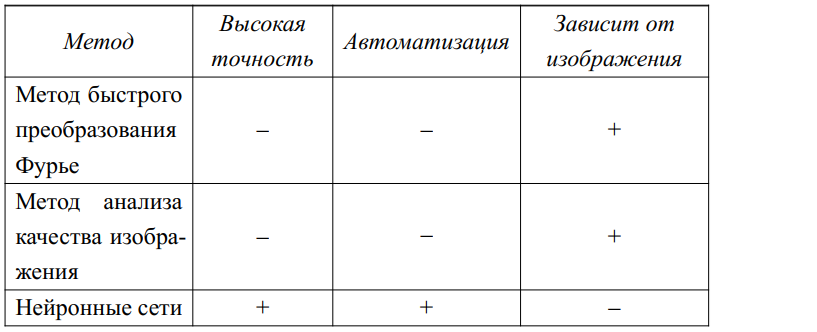 Метод
Высокая
точность
Автоматизация
Зависит от
изображения
Метод быстрого
преобразования
Фурье
–
–
+
Метод анализа
качества изобра-
жения
–
–
+
Нейронные сети
+
+
–